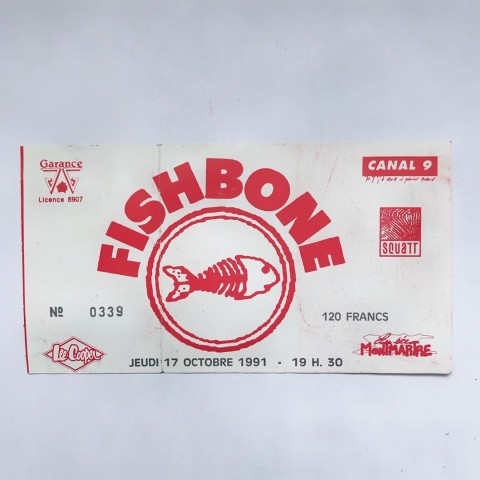 Garance
Licence 8907
FISHBONE
CANAL 9
SQUATT
Nº 0339
120 FRANCS
Lee Cooper
JEUDI 17 OCTOBRE 1991 - 19 H. 30
MONTMARTRE